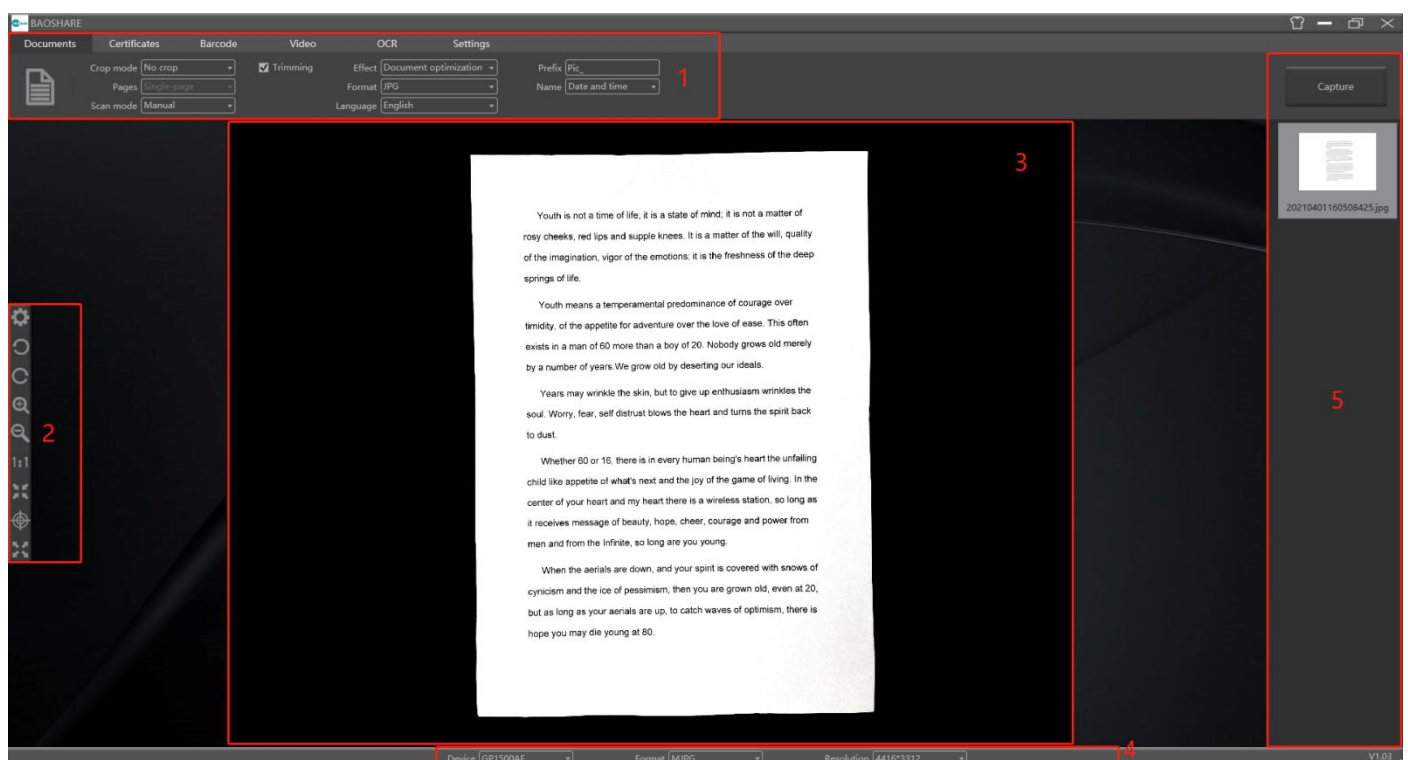 BAOSHARE
Documents Certificates Barcode Video OCR Settings
Crop mode No crop Trimming Effect Document optimization Prefix Pic_
Pages Single-page Format JPG Name Date and time
Scan mode Manual Language English
1
Capture
20210401160508425.jpg
3
Youth is not a time of life; it is a state of mind; it is not a matter of
rosy cheeks, red lips and supple knees. It is a matter of the will, quality
of the imagination, vigor of the emotions; it is the freshness of the deep
springs of life.
Youth means a temperamental predominance of courage over
timidity, of the appetite for adventure over the love of ease. This often
exists in a man of 60 more than a boy of 20. Nobody grows old merely
by a number of years.We grow old by deserting our ideals.
Years may wrinkle the skin, but to give up enthusiasm wrinkles the
soul. Worry, fear, self distrust blows the heart and turns the spirit back
to dust.
Whether 60 or 16, there is in every human being's heart the unfailing
child like appetite of what's next and the joy of the game of living. In the
center of your heart and my heart there is a wireless station, so long as
it receives message of beauty, hope, cheer, courage and power from
men and from the Infinite, so long are you young.
When the aerials are down, and your spirit is covered with snows of
cynicism and the ice of pessimism, then you are grown old, even at 20,
but as long as your aerials are up, to catch waves of optimism, there is
hope you may die young at 80.
2
1:1
5
4
Device GP1500AF Format MJPG Resolution 4416*3312 V1.03